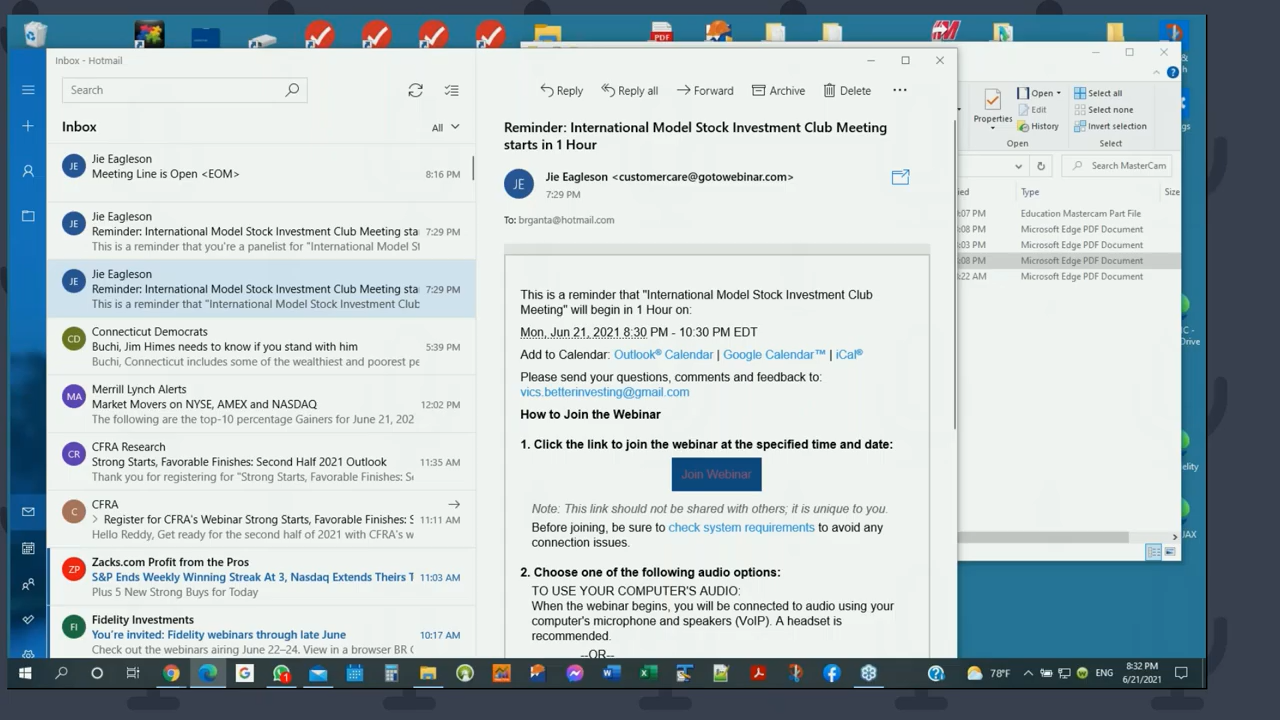 Inbox - Hotmail
Search
Reply
Reply all
Forward
Archive
Delete
Inbox
All
Jie Eagleson
Meeting Line is Open <EOM>
8:16 PM
Jie Eagleson
Reminder: International Model Stock Investment Club Meeting sta
7:29 PM
This is a reminder that you're a panelist for "International Model St
Jie Eagleson
Reminder: International Model Stock Investment Club Meeting sta
7:29 PM
This is a reminder that "International Model Stock Investment Club
Connecticut Democrats
Buchi, Jim Himes needs to know if you stand with him
5:39 PM
Buchi, Connecticut includes some of the wealthiest and poorest pe
Merrill Lynch Alerts
Market Movers on NYSE, AMEX and NASDAQ
12:02 PM
The following are the top-10 percentage Gainers for June 21, 202
CFRA Research
Strong Starts, Favorable Finishes: Second Half 2021 Outlook
11:35 AM
Thank you for registering for "Strong Starts, Favorable Finishes: Se
CFRA
Register for CFRA's Webinar Strong Starts, Favorable Finishes: S
11:11 AM
Hello Reddy, Get ready for the second half of 2021 with CFRA's w
Zacks.com Profit from the Pros
S&P Ends Weekly Winning Streak At 3, Nasdaq Extends Theirs T
11:03 AM
Plus 5 New Strong Buys for Today
Fidelity Investments
You're invited: Fidelity webinars through late June
10:17 AM
Check out the webinars airing June 22–24. View in a browser BR G
JE
JE
JE
CD
MA
CR
C
ZP
FI
Reminder: International Model Stock Investment Club Meeting
starts in 1 Hour
JE
Jie Eagleson <customercare@gotowebinar.com>
7:29 PM
To: brganta@hotmail.com
This is a reminder that "International Model Stock Investment Club
Meeting" will begin in 1 Hour on:
Mon, Jun 21, 2021 8:30 PM - 10:30 PM EDT
Add to Calendar: Outlook® Calendar | Google Calendar™ | iCal®
Please send your questions, comments and feedback to:
vics.betterinvesting@gmail.com
How to Join the Webinar
1. Click the link to join the webinar at the specified time and date:
Join Webinar
Note: This link should not be shared with others; it is unique to you.
Before joining, be sure to check system requirements to avoid any
connection issues.
2. Choose one of the following audio options:
TO USE YOUR COMPUTER'S AUDIO:
When the webinar begins, you will be connected to audio using your
computer's microphone and speakers (VoIP). A headset is
recommended.
--OR--
Properties
Open
Edit
History
Open
Select all
Select none
Invert selection
Select
Search MasterCam
Type
Size
Education Mastercam Part File
Microsoft Edge PDF Document
Microsoft Edge PDF Document
Microsoft Edge PDF Document
Microsoft Edge PDF Document
PDF
78°F
ENG
8:32 PM
6/21/2021